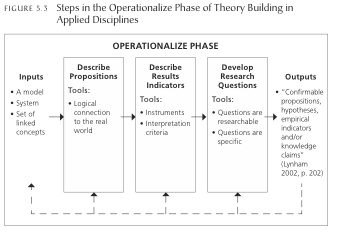 FIGURE 5.3 Steps in the Operationalize Phase of Theory Building in
Applied Disciplines
OPERATIONALIZE PHASE
Inputs
• A model
• System
• Set of
linked
concepts
Describe
Propositions
Tools:
• Logical
connection
to the real
world
Describe
Results
Indicators
Tools:
• Instruments
• Interpretation
criteria
Develop
Research
Questions
Tools:
• Questions are
researchable
• Questions are
specific
Outputs
• “Confirmable
propositions,
hypotheses,
empirical
indicators
and/or
knowledge
claims”
(Lynham
2002, p. 202)